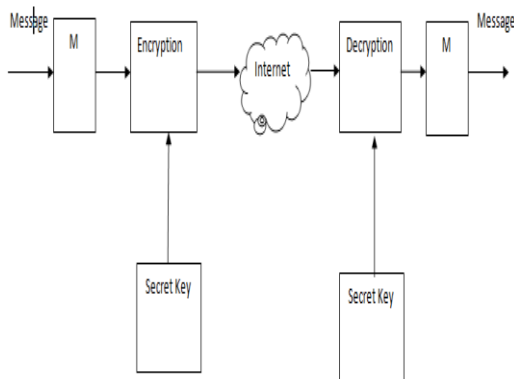 Message
M
Encryption
Internet
Decryption
M
Message
Secret Key
Secret Key